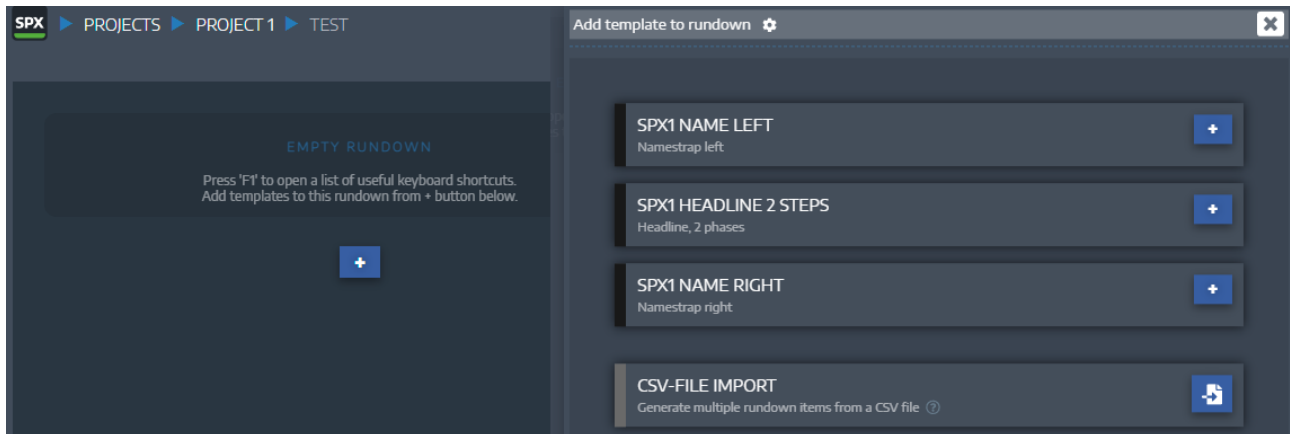 SPX PROJECTS PROJECT 1 TEST
EMPTY RUNDOWN
Press 'F1' to open a list of useful keyboard shortcuts.
Add templates to this rundown from + button below.
+
Add template to rundown
SPX1 NAME LEFT
Namestrap left
+
SPX1 HEADLINE 2 STEPS
Headline, 2 phases
+
SPX1 NAME RIGHT
Namestrap right
+
CSV-FILE IMPORT
Generate multiple rundown items from a CSV file ?